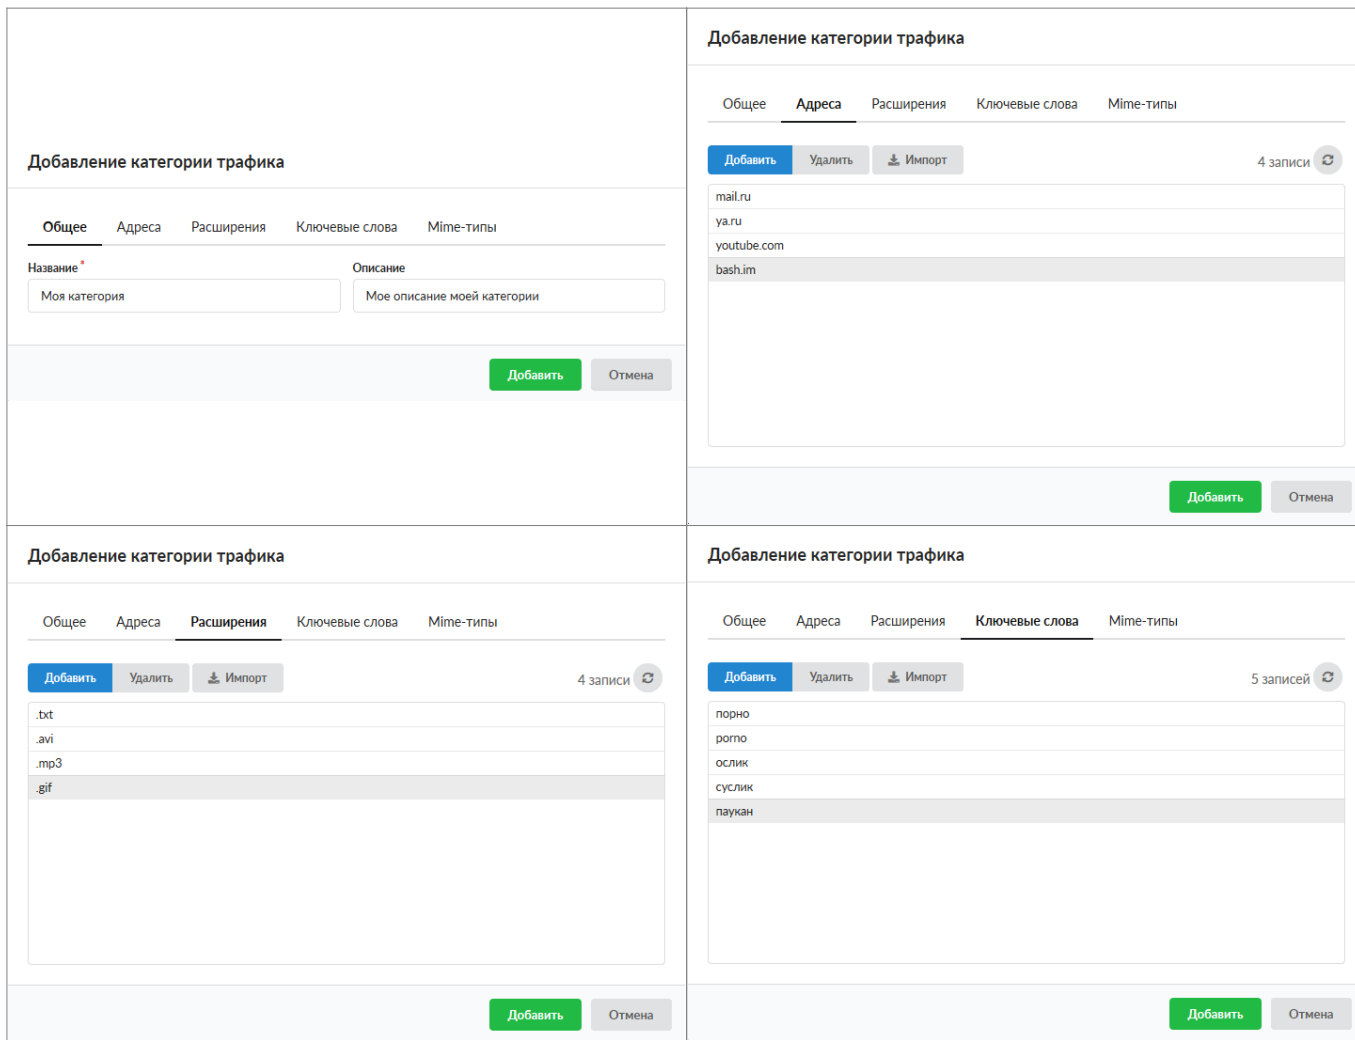 Добавление категории трафика
Общее Адреса Расширения Ключевые слова Mime-типы
Название* Описание
Моя категория Мое описание моей категории
Добавить Отмена
Добавление категории трафика
Общее Адреса Расширения Ключевые слова Mime-типы
Добавить Удалить Импорт 4 записи
mail.ru
ya.ru
youtube.com
bash.im
Добавить Отмена
Добавление категории трафика
Общее Адреса Расширения Ключевые слова Mime-типы
Добавить Удалить Импорт 4 записи
.txt
.avi
.mp3
.gif
Добавить Отмена
Добавление категории трафика
Общее Адреса Расширения Ключевые слова Mime-типы
Добавить Удалить Импорт 5 записей
порно
porno
ослик
суслик
паукан
Добавить Отмена